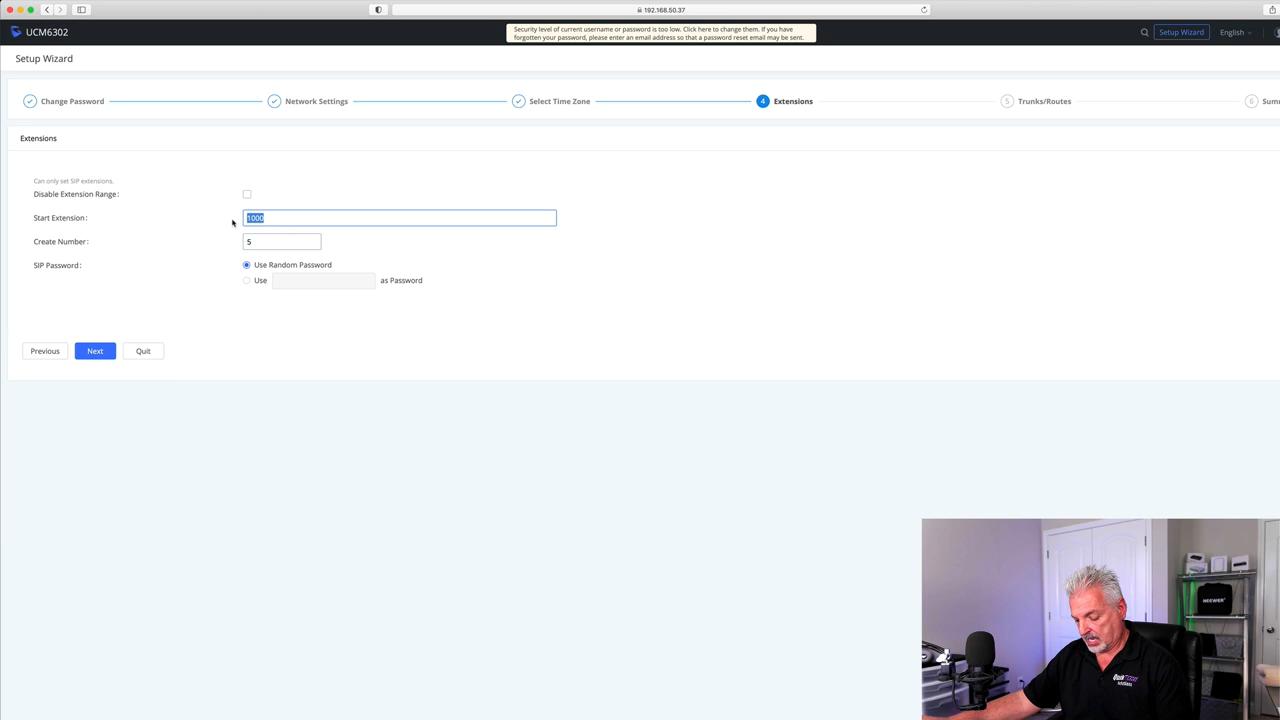 192.168.50.37
UCM6302
Security level of current username or password is too low. Click here to change them. If you have
forgotten your password, please enter an email address so that a password reset email may be sent.
Setup Wizard
English
Setup Wizard
Change Password
Network Settings
Select Time Zone
4 Extensions
5 Trunks/Routes
6 Sum
Extensions
Can only set SIP extensions.
Disable Extension Range:
Start Extension:
1000
Create Number:
5
SIP Password:
Use Random Password
Use
as Password
Previous
Next
Quit
NEEWER